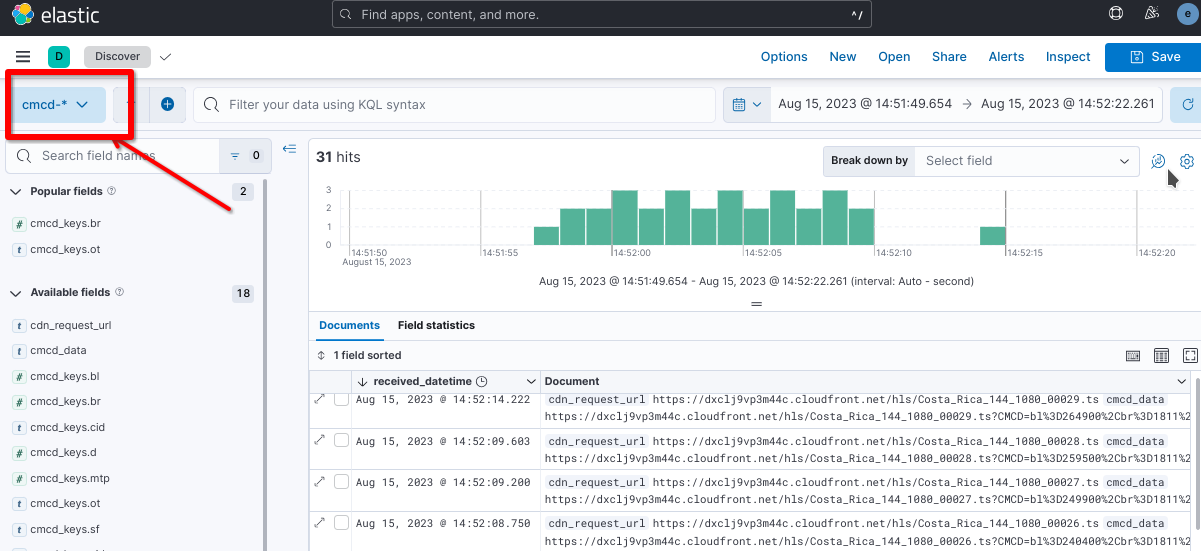 elastic
Find apps, content, and more.
^/
e
D
Discover
Options
New
Open
Share
Alerts
Inspect
Save
cmcd-*
Filter your data using KQL syntax
Aug 15, 2023 @ 14:51:49.654 → Aug 15, 2023 @ 14:52:22.261
Search field names
0
Popular fields
2
# cmcd_keys.br
t cmcd_keys.ot
Available fields
18
t cdn_request_url
t cmcd_data
# cmcd_keys.bl
# cmcd_keys.br
t cmcd_keys.cid
# cmcd_keys.d
# cmcd_keys.mtp
t cmcd_keys.ot
t cmcd_keys.sf
31 hits
Break down by
Select field
3
2
1
0
14:51:50
14:51:55
14:52:00
14:52:05
14:52:10
14:52:15
14:52:20
August 15, 2023
Aug 15, 2023 @ 14:51:49.654 - Aug 15, 2023 @ 14:52:22.261 (interval: Auto - second)
Documents
Field statistics
1 field sorted
received_datetime
Document
Aug 15, 2023 @ 14:52:14.222
cdn_request_url https://dxclj9vp3m44c.cloudfront.net/hls/Costa_Rica_144_1080_00029.ts cmcd_data
https://dxclj9vp3m44c.cloudfront.net/hls/Costa_Rica_144_1080_00029.ts?CMCD=bl%3D264900%2Cbr%3D1811%2
Aug 15, 2023 @ 14:52:09.603
cdn_request_url https://dxclj9vp3m44c.cloudfront.net/hls/Costa_Rica_144_1080_00028.ts cmcd_data
https://dxclj9vp3m44c.cloudfront.net/hls/Costa_Rica_144_1080_00028.ts?CMCD=bl%3D259500%2Cbr%3D1811%2
Aug 15, 2023 @ 14:52:09.200
cdn_request_url https://dxclj9vp3m44c.cloudfront.net/hls/Costa_Rica_144_1080_00027.ts cmcd_data
https://dxclj9vp3m44c.cloudfront.net/hls/Costa_Rica_144_1080_00027.ts?CMCD=bl%3D249900%2Cbr%3D1811%2
Aug 15, 2023 @ 14:52:08.750
cdn_request_url https://dxclj9vp3m44c.cloudfront.net/hls/Costa_Rica_144_1080_00026.ts cmcd_data
https://dxclj9vp3m44c.cloudfront.net/hls/Costa_Rica_144_1080_00026.ts?CMCD=bl%3D240400%2Cbr%3D1811%2